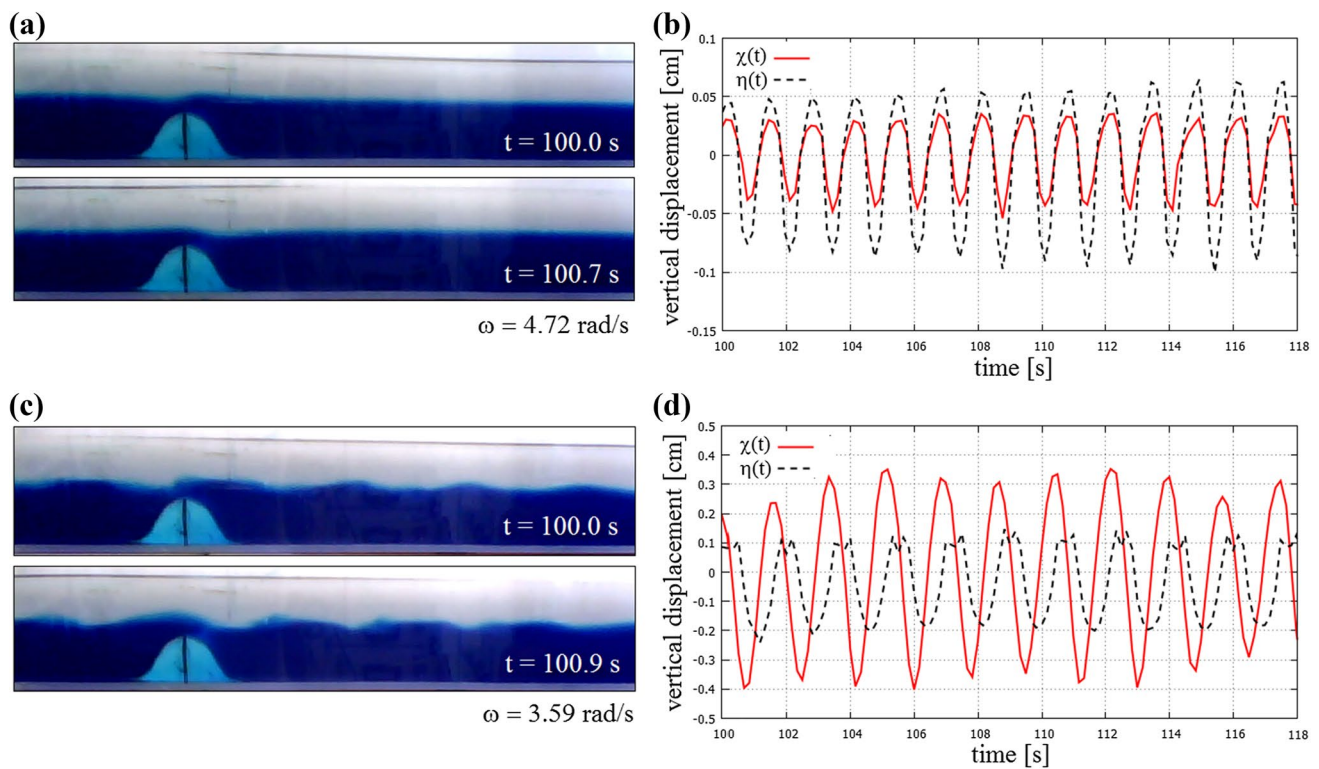 (a)
t = 100.0 s
t = 100.7 s
ω = 4.72 rad/s
(b)
vertical displacement [cm]
0.1
0.05
0
-0.05
-0.1
-0.15
χ(t)
η(t)
100 102 104 106 108 110 112 114 116 118
time [s]
(c)
t = 100.0 s
t = 100.9 s
ω = 3.59 rad/s
(d)
vertical displacement [cm]
0.5
0.4
0.3
0.2
0.1
0
-0.1
-0.2
-0.3
-0.4
-0.5
χ(t)
η(t)
100 102 104 106 108 110 112 114 116 118
time [s]